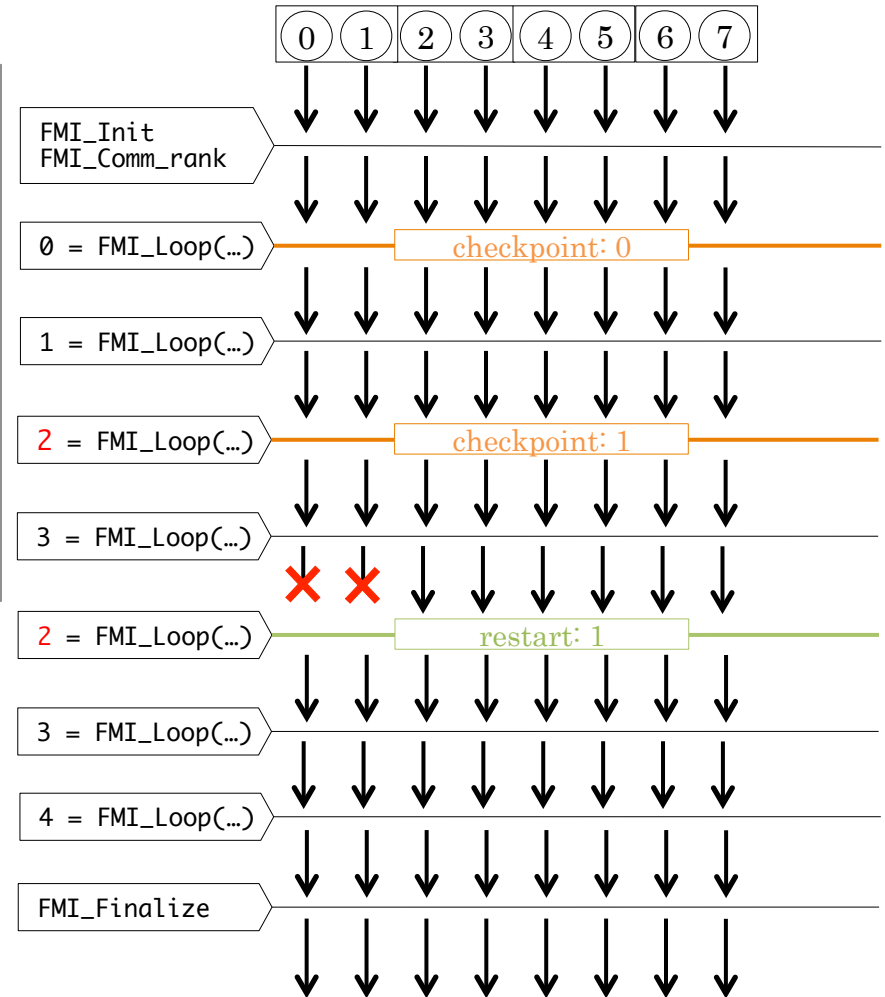 0 1 2 3 4 5 6 7
FMI_Init
FMI_Comm_rank
0 = FMI_Loop(…)
checkpoint: 0
1 = FMI_Loop(…)
2 = FMI_Loop(…)
checkpoint: 1
3 = FMI_Loop(…)
2 = FMI_Loop(…)
restart: 1
3 = FMI_Loop(…)
4 = FMI_Loop(…)
FMI_Finalize